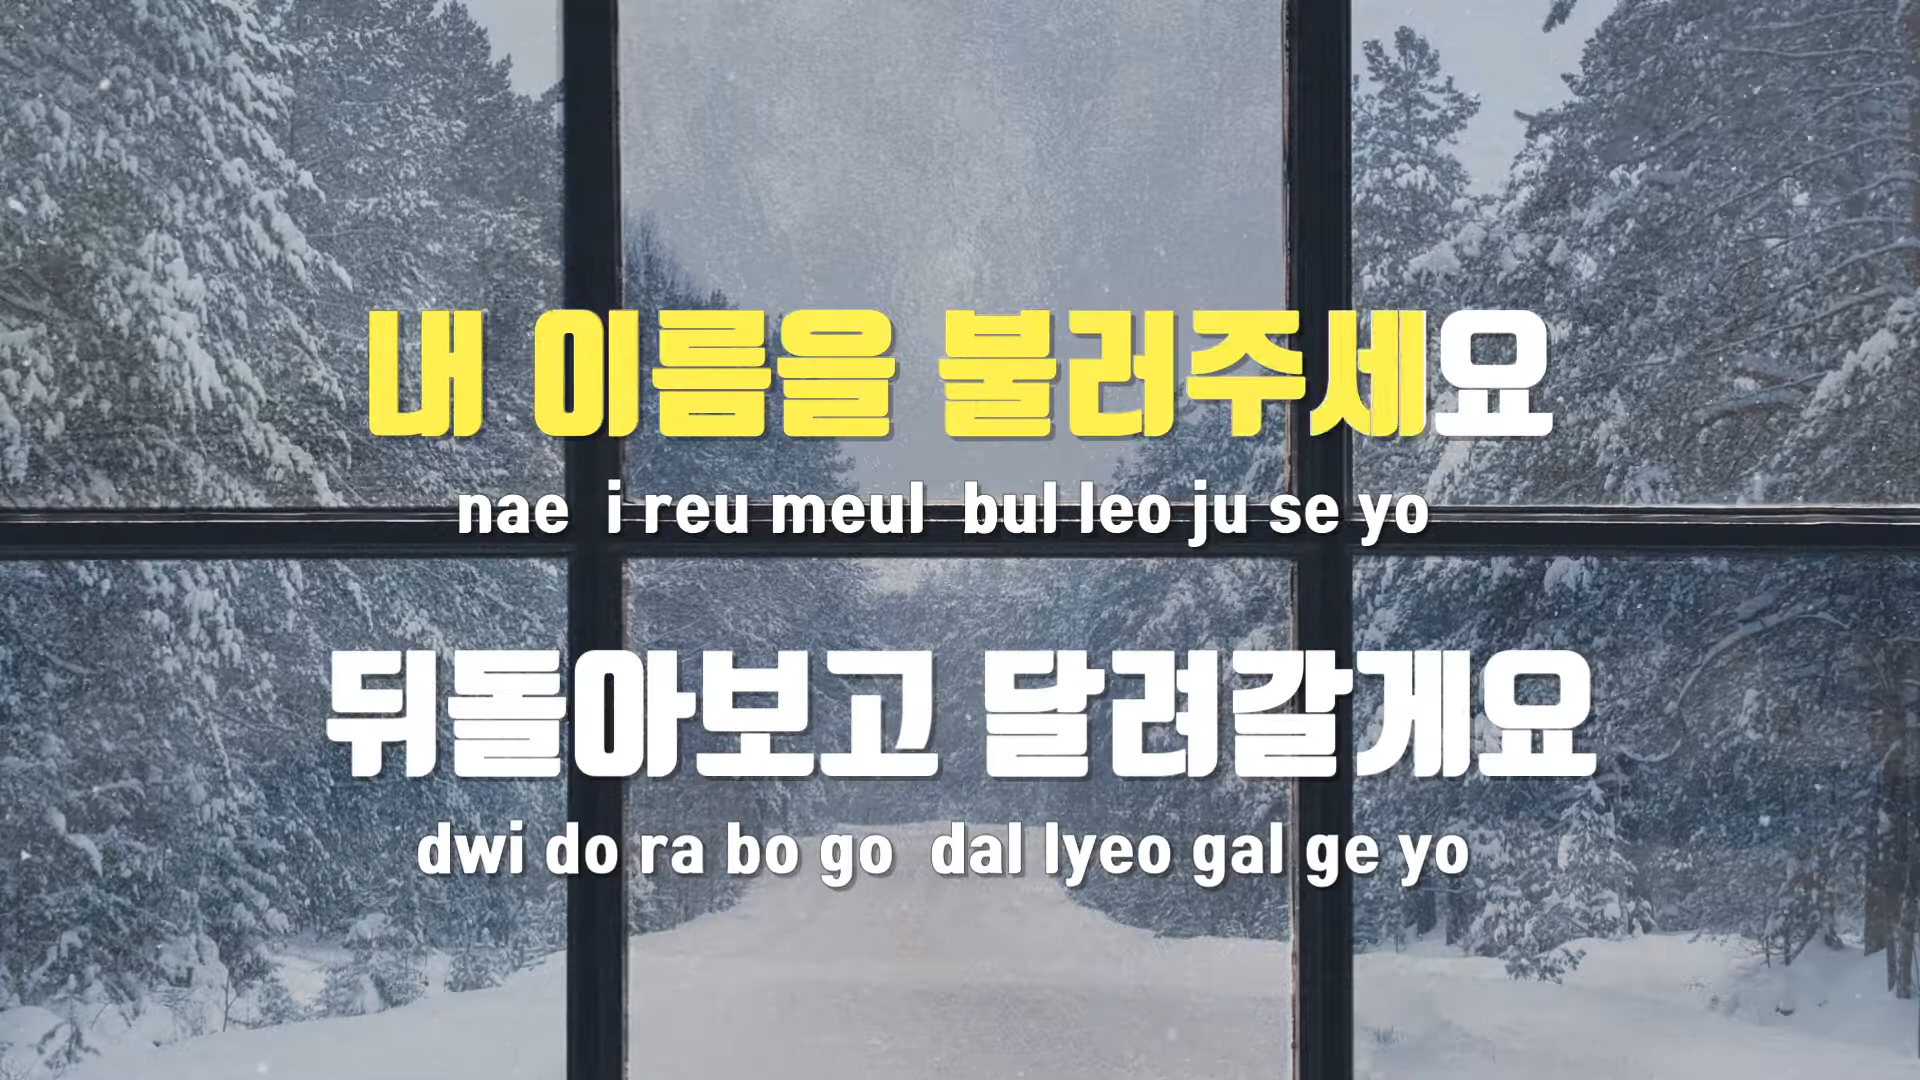 내 이름을 불러주세요
nae i reu meul bul leo ju se yo
뒤돌아보고 달려갈게요
dwi do ra bo go dal lyeo gal ge yo